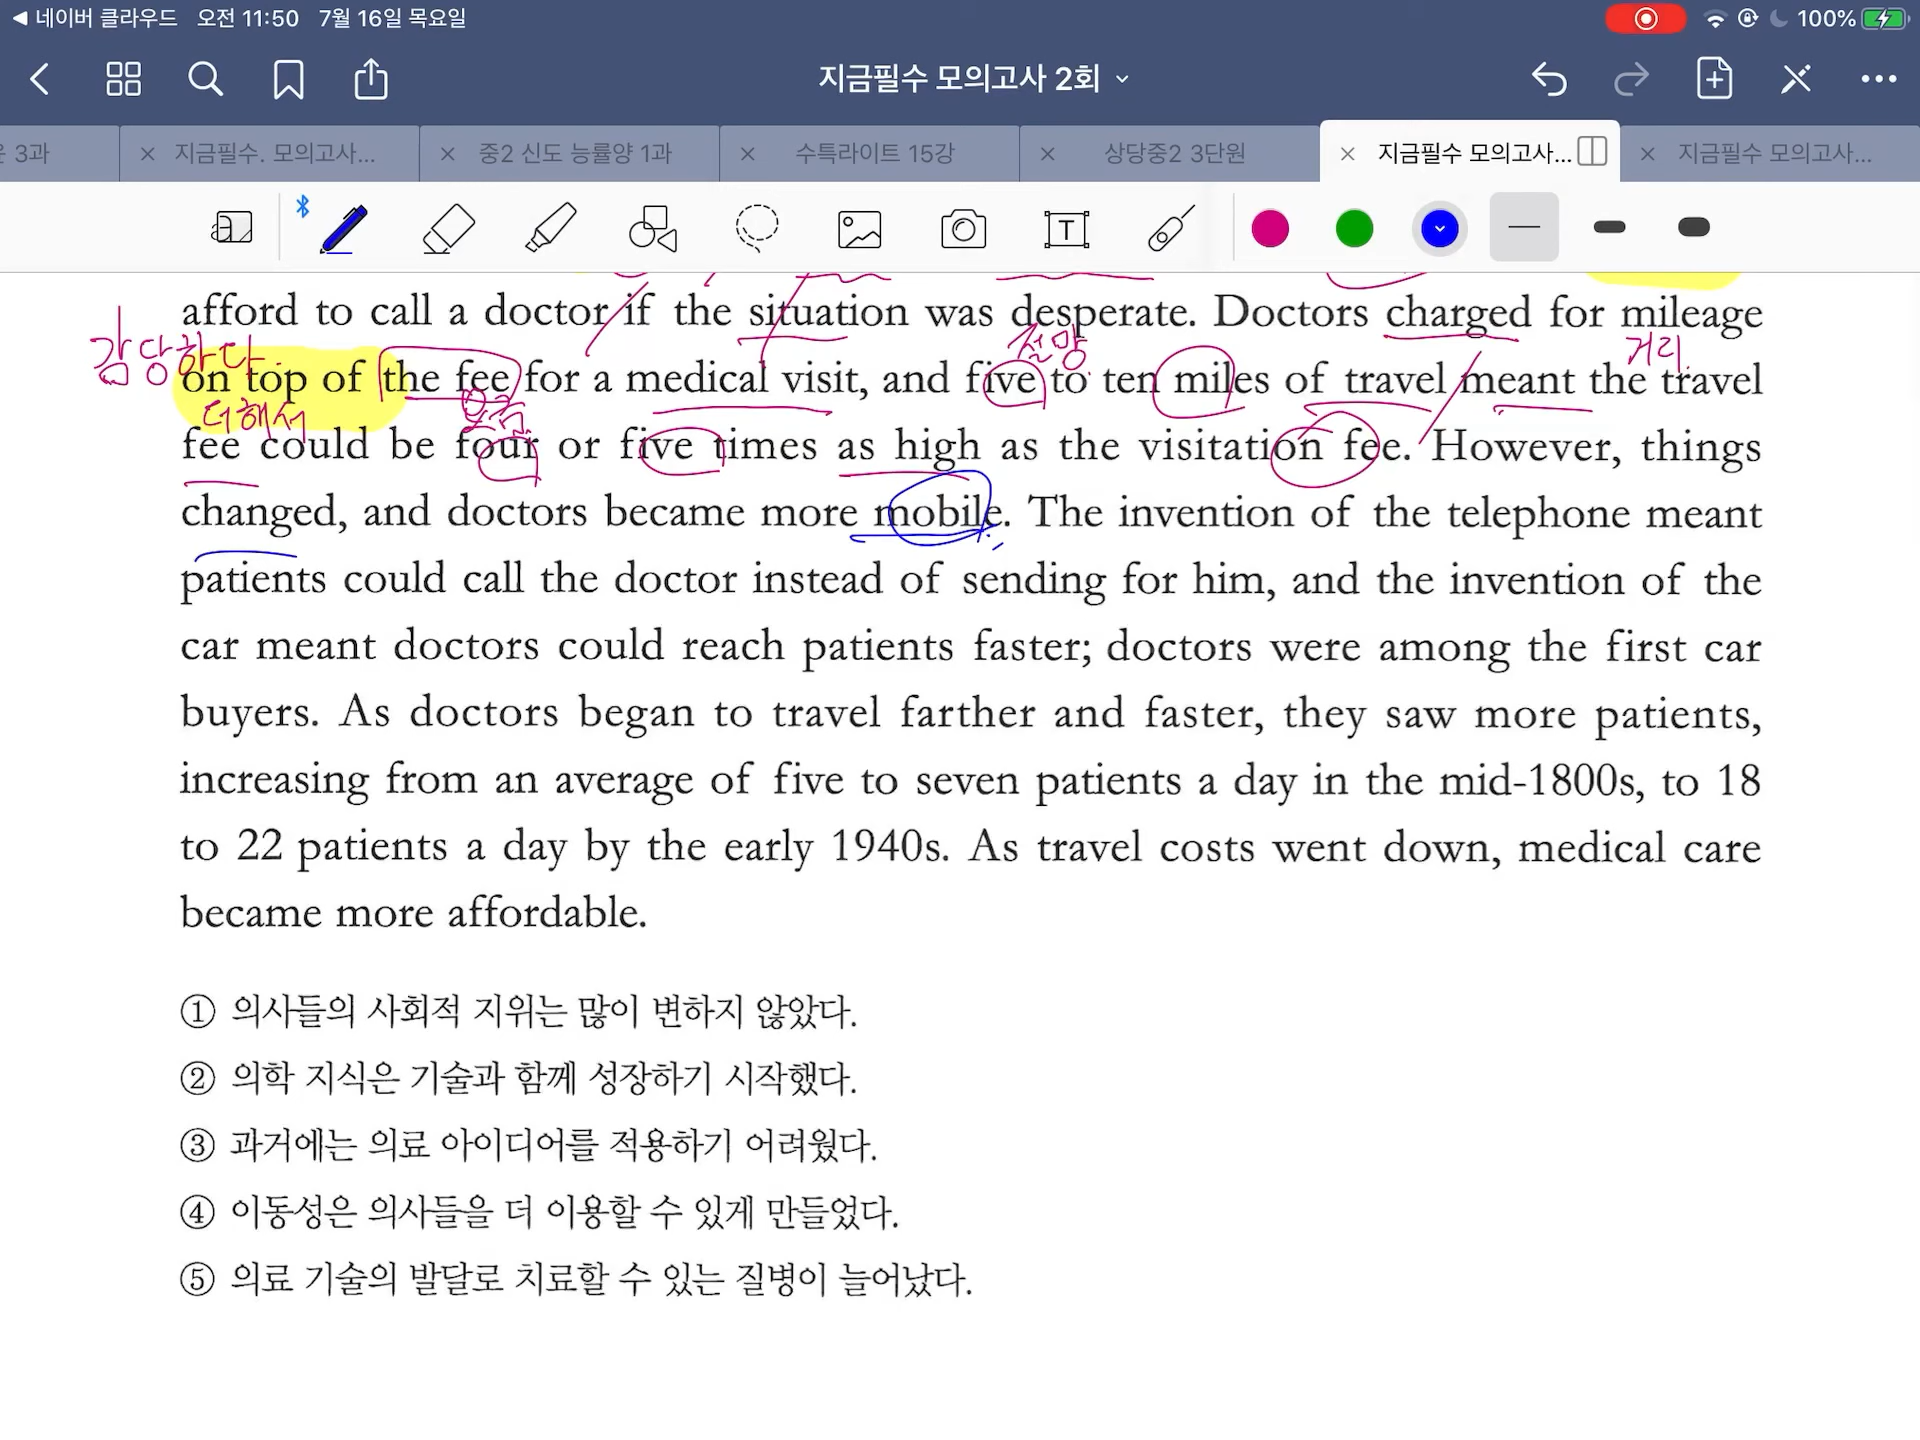 ◀ 네이버 클라우드 오전 11:50 7월 16일 목요일 100%
지금필수 모의고사 2회
3과 지금필수. 모의고사... 중2 신도 능률양 1과 수특라이트 15강 상당중2 3단원 지금필수 모의고사... 지금필수 모의고사...
afford to call a doctor if the situation was desperate. Doctors charged for mileage
감당하다 절망 거리
on top of the fee for a medical visit, and five to ten miles of travel meant the travel
더해서 요금
fee could be four or five times as high as the visitation fee. However, things
changed, and doctors became more mobile. The invention of the telephone meant
patients could call the doctor instead of sending for him, and the invention of the
car meant doctors could reach patients faster; doctors were among the first car
buyers. As doctors began to travel farther and faster, they saw more patients,
increasing from an average of five to seven patients a day in the mid-1800s, to 18
to 22 patients a day by the early 1940s. As travel costs went down, medical care
became more affordable.
① 의사들의 사회적 지위는 많이 변하지 않았다.
② 의학 지식은 기술과 함께 성장하기 시작했다.
③ 과거에는 의료 아이디어를 적용하기 어려웠다.
④ 이동성은 의사들을 더 이용할 수 있게 만들었다.
⑤ 의료 기술의 발달로 치료할 수 있는 질병이 늘어났다.